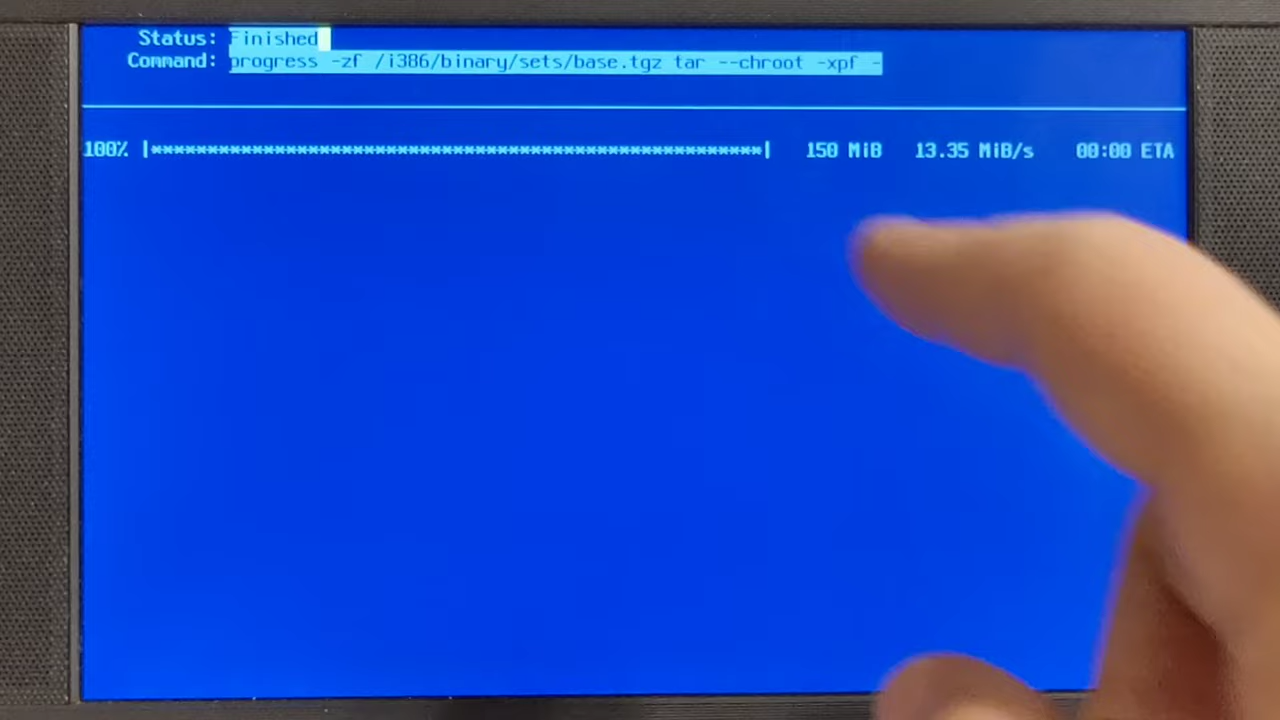 Status: Finished
Command: progress -zf /i386/binary/sets/base.tgz tar --chroot -xpf -
100% |*******************************************************| 150 MiB 13.35 MiB/s 00:00 ETA